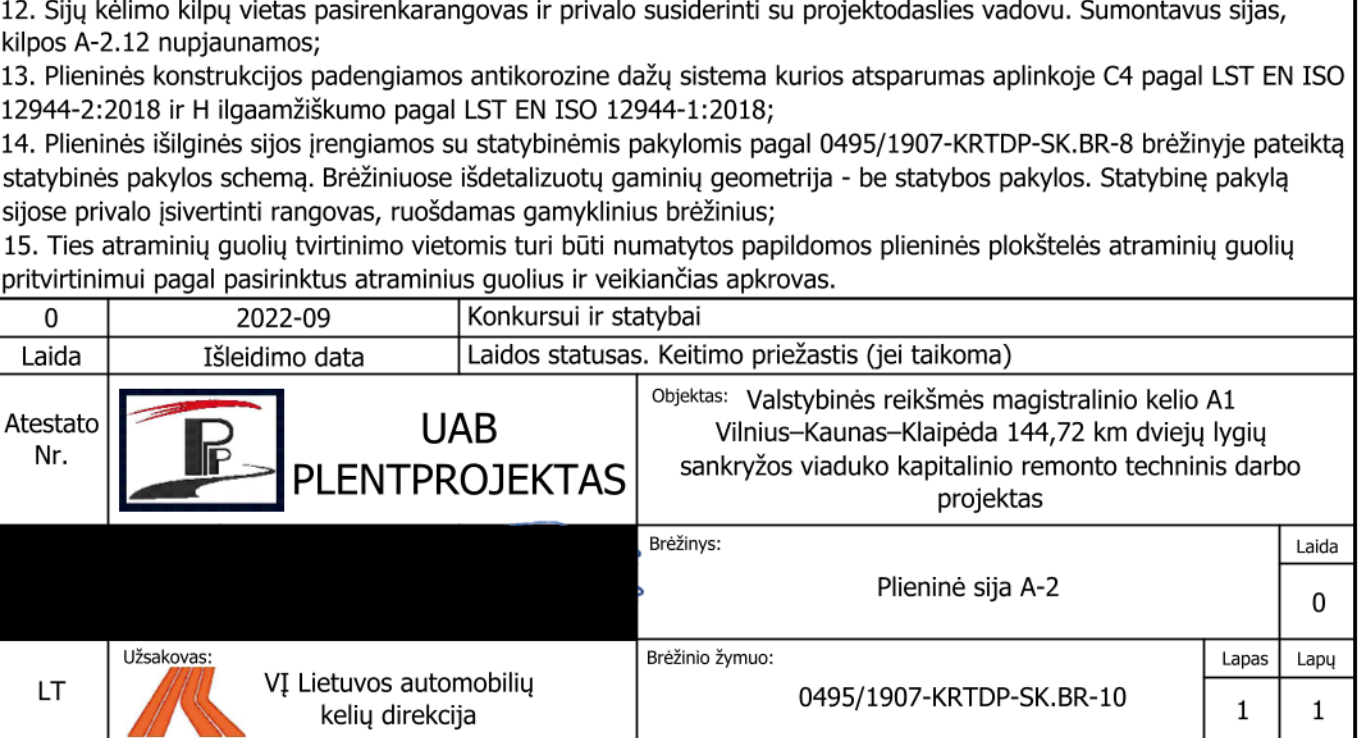 12. Sijų kėlimo kilpų vietas pasirenkarangovas ir privalo susiderinti su projektodaslies vadovu. Sumontavus sijas,
kilpos A-2.12 nupjaunamos;
13. Plieninės konstrukcijos padengiamos antikorozine dažų sistema kurios atsparumas aplinkoje C4 pagal LST EN ISO
12944-2:2018 ir H ilgaamžiškumo pagal LST EN ISO 12944-1:2018;
14. Plieninės išilginės sijos įrengiamos su statybinėmis pakylomis pagal 0495/1907-KRTDP-SK.BR-8 brėžinyje pateiktą
statybinės pakylos schemą. Brėžiniuose išdetalizuotų gaminių geometrija - be statybos pakylos. Statybinę pakylą
sijose privalo įsivertinti rangovas, ruošdamas gamyklinius brėžinius;
15. Ties atraminių guolių tvirtinimo vietomis turi būti numatytos papildomos plieninės plokštelės atraminių guolių
pritvirtinimui pagal pasirinktus atraminius guolius ir veikiančias apkrovas.
0 2022-09 Konkursui ir statybai
Laida Išleidimo data Laidos statusas. Keitimo priežastis (jei taikoma)
Atestato
Nr.
PP
UAB
PLENTPROJEKTAS
Objektas: Valstybinės reikšmės magistralinio kelio A1
Vilnius–Kaunas–Klaipėda 144,72 km dviejų lygių
sankryžos viaduko kapitalinio remonto techninis darbo
projektas
Brėžinys:
Plieninė sija A-2
Laida
0
LT
Užsakovas:
VĮ Lietuvos automobilių
kelių direkcija
Brėžinio žymuo:
0495/1907-KRTDP-SK.BR-10
Lapas Lapų
1 1